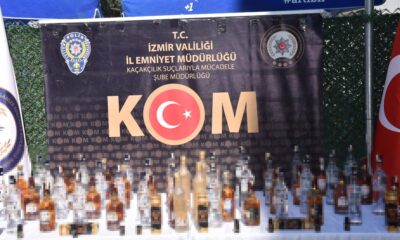 T.C.
İZMİR VALİLİĞİ
İL EMNİYET MÜDÜRLÜĞÜ
KAÇAKÇILIK SUÇLARIYLA MÜCADELE
ŞUBE MÜDÜRLÜĞÜ
KOM